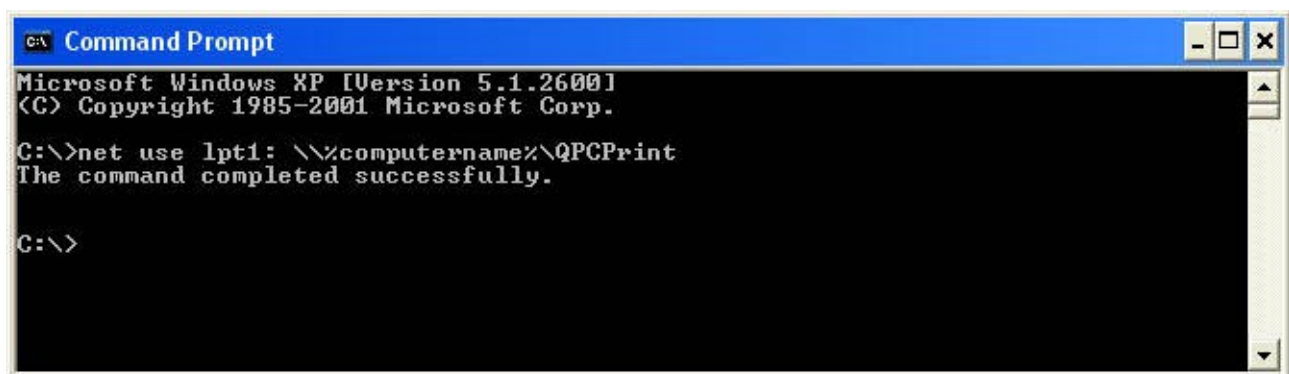 C:\ Command Prompt
Microsoft Windows XP [Version 5.1.2600]
(C) Copyright 1985-2001 Microsoft Corp.
C:\>net use lpt1: \\%computername%\QPCPrint
The command completed successfully.
C:\>